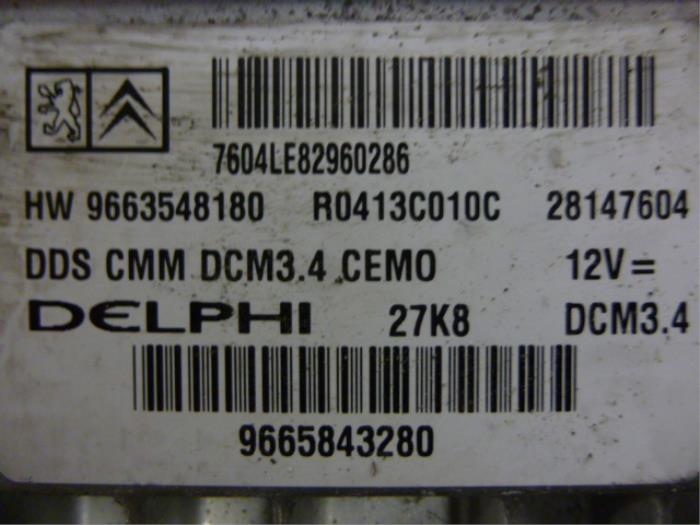 7604LE82960286
HW 9663548180 R0413C010C 28147604
DDS CMM DCM3.4 CEMO 12V =
DELPHI 27K8 DCM3.4
9665843280